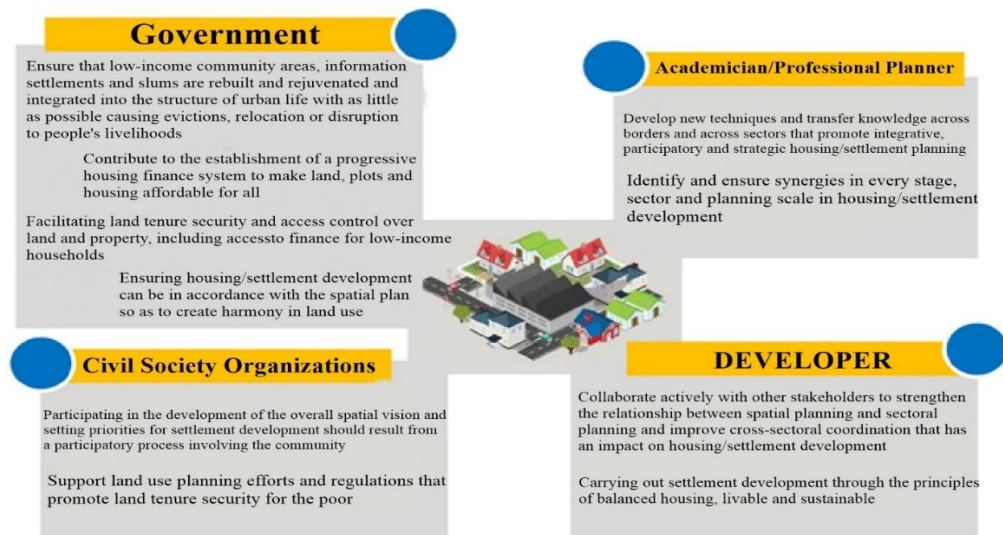 Government
Ensure that low-income community areas, information
settlements and slums are rebuilt and rejuvenated and
integrated into the structure of urban life with as little
as possible causing evictions, relocation or disruption
to people's livelihoods
Contribute to the establishment of a progressive
housing finance system to make land, plots and
housing affordable for all
Facilitating land tenure security and access control over
land and property, including accessto finance for low-income
households
Ensuring housing/settlement development
can be in accordance with the spatial plan
so as to create harmony in land use
Academician/Professional Planner
Develop new techniques and transfer knowledge across
borders and across sectors that promote integrative,
participatory and strategic housing/settlement planning
Identify and ensure synergies in every stage,
sector and planning scale in housing/settlement
development
Civil Society Organizations
Participating in the development of the overall spatial vision and
setting priorities for settlement development should result from
a participatory process involving the community
Support land use planning efforts and regulations that
promote land tenure security for the poor
DEVELOPER
Collaborate actively with other stakeholders to strengthen
the relationship between spatial planning and sectoral
planning and improve cross-sectoral coordination that has
an impact on housing/settlement development
Carrying out settlement development through the principles
of balanced housing, livable and sustainable